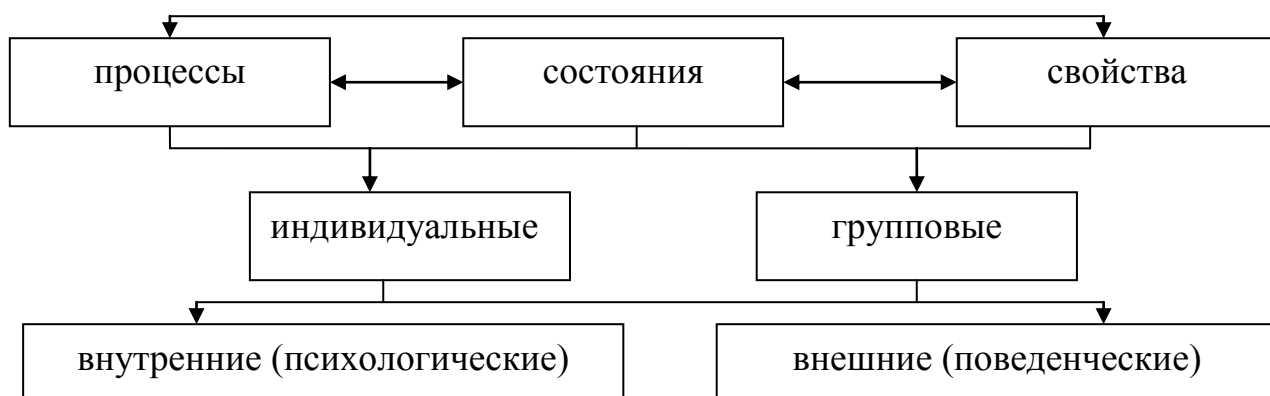 процессы
состояния
свойства
индивидуальные
групповые
внутренние (психологические)
внешние (поведенческие)